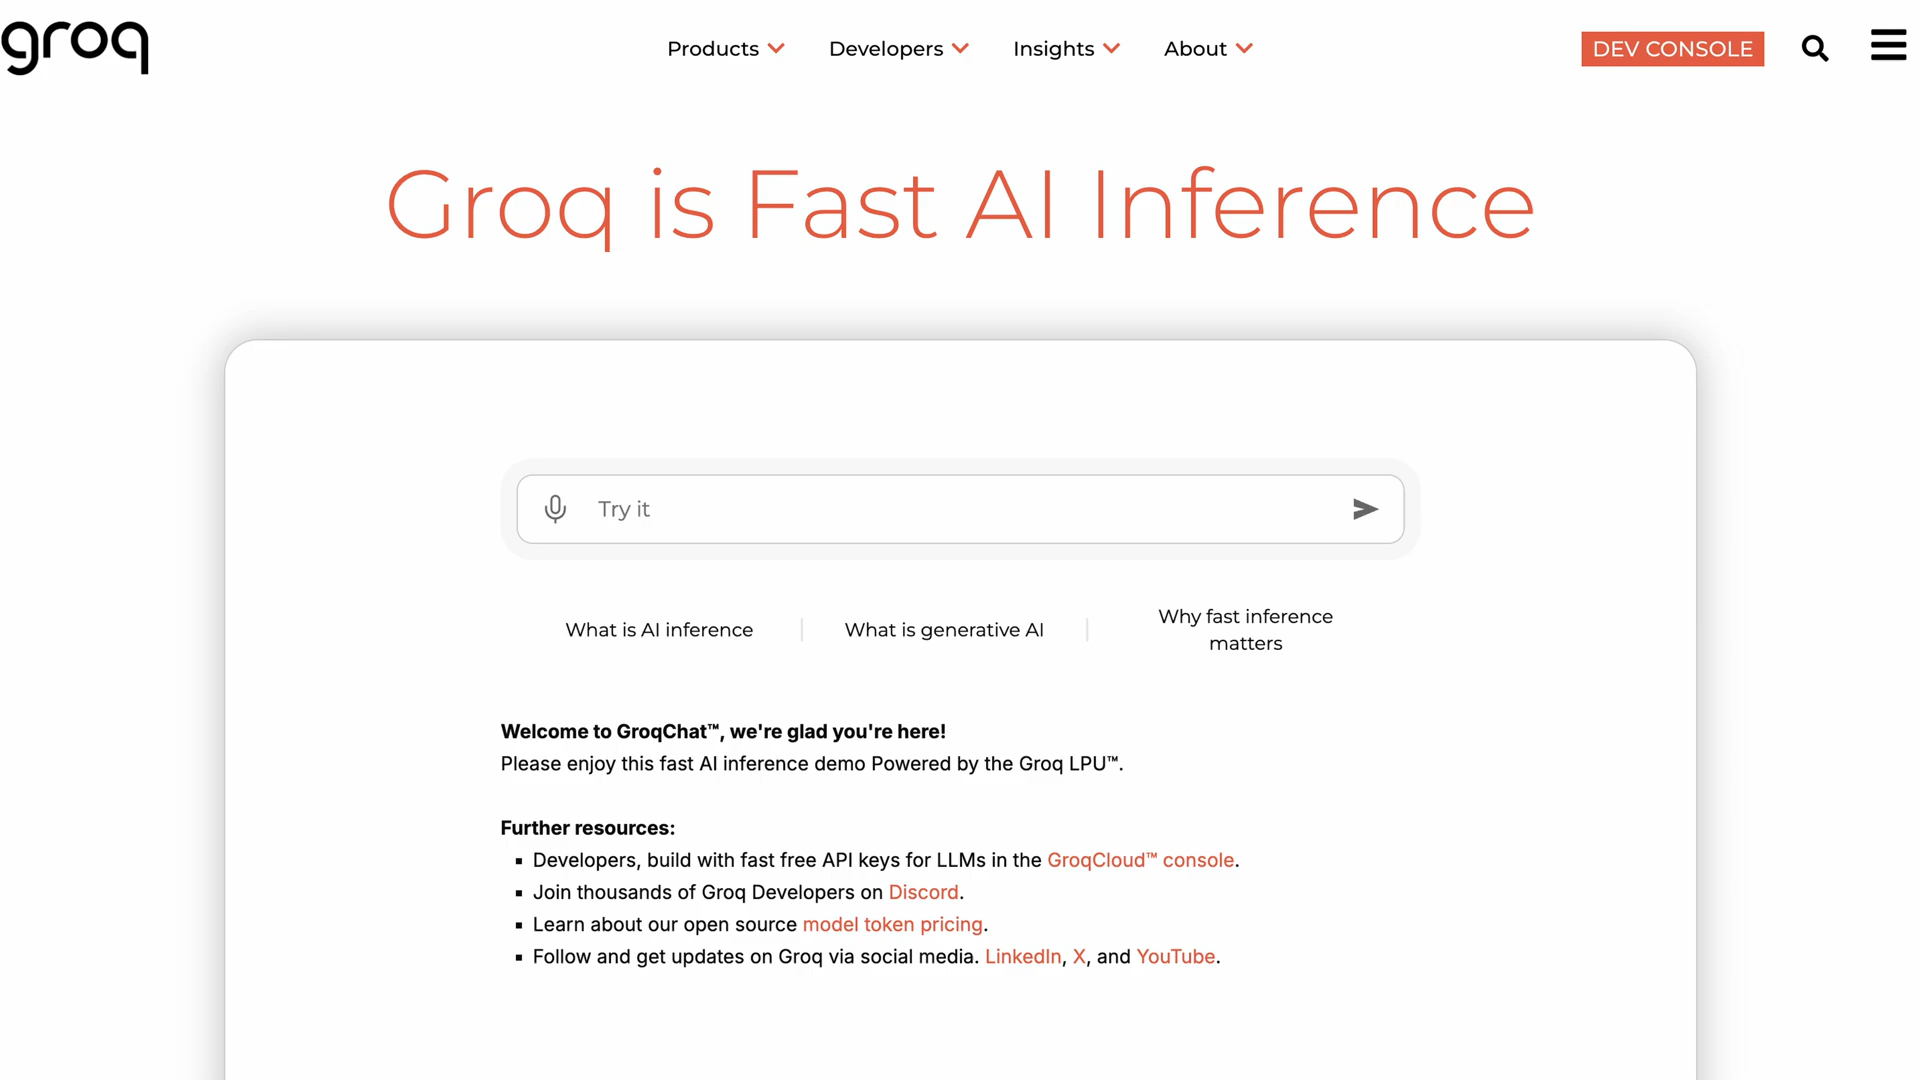 groq
Products
Developers
Insights
About
DEV CONSOLE
Groq is Fast AI Inference
Try it
What is AI inference
What is generative AI
Why fast inference
matters
Welcome to GroqChat™, we're glad you're here!
Please enjoy this fast AI inference demo Powered by the Groq LPU™.
Further resources:
▪ Developers, build with fast free API keys for LLMs in the GroqCloud™ console.
▪ Join thousands of Groq Developers on Discord.
▪ Learn about our open source model token pricing.
▪ Follow and get updates on Groq via social media. LinkedIn, X, and YouTube.